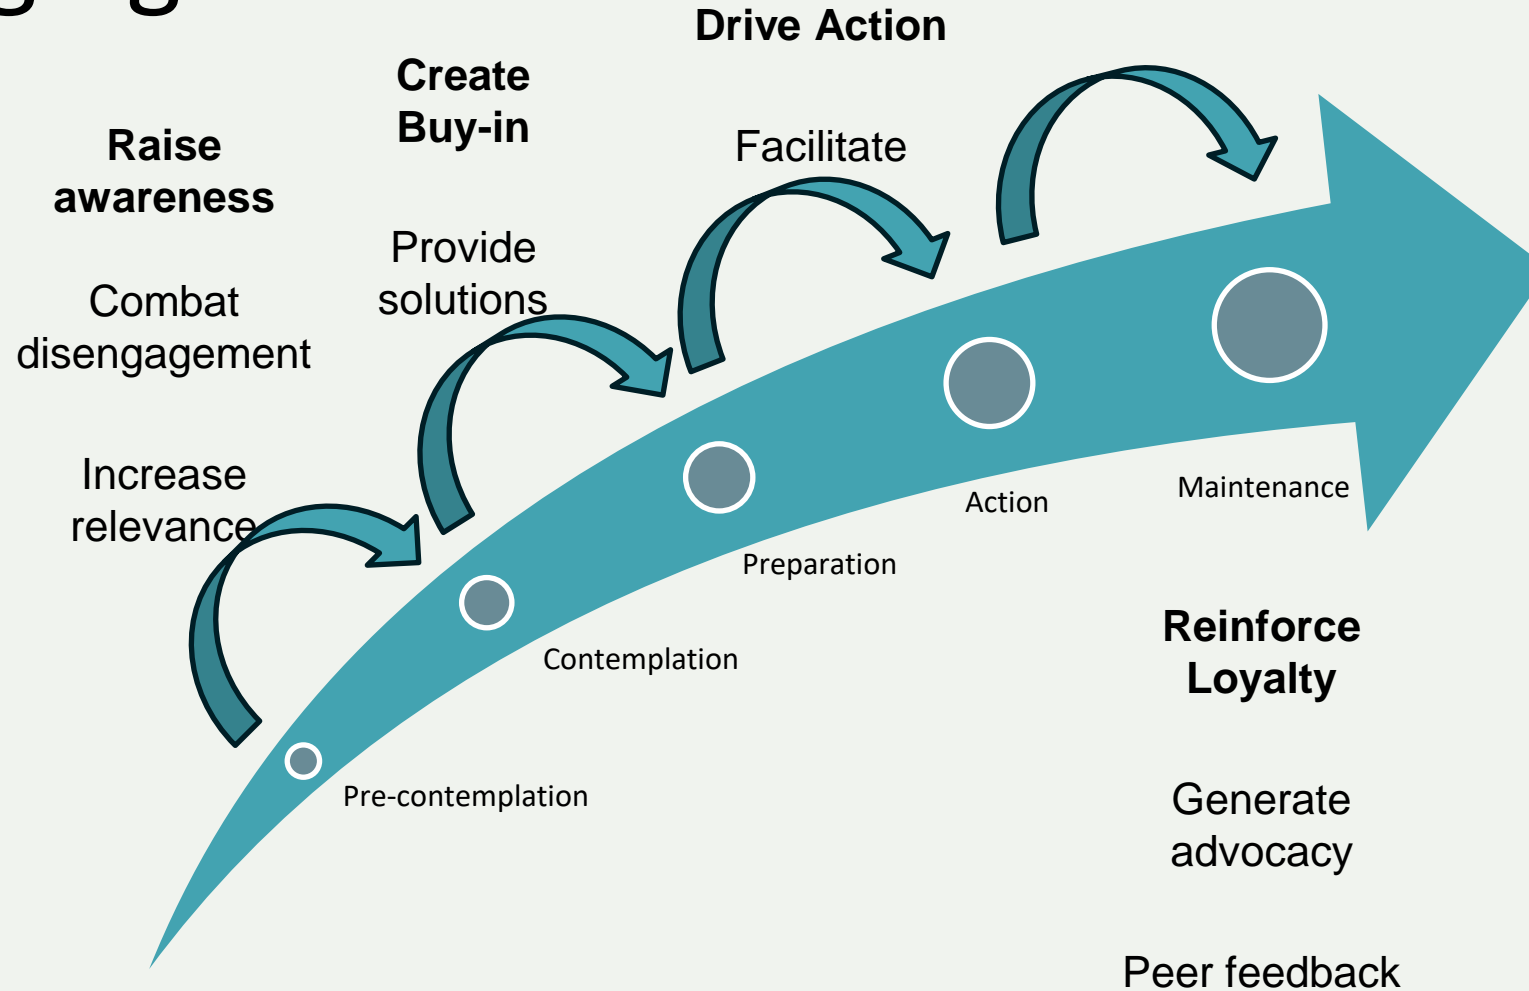 Drive Action
Create
Buy-in
Raise
awareness
Facilitate
Provide
solutions
Combat
disengagement
Increase
relevance
Maintenance
Action
Preparation
Contemplation
Pre-contemplation
Reinforce
Loyalty
Generate
advocacy
Peer feedback